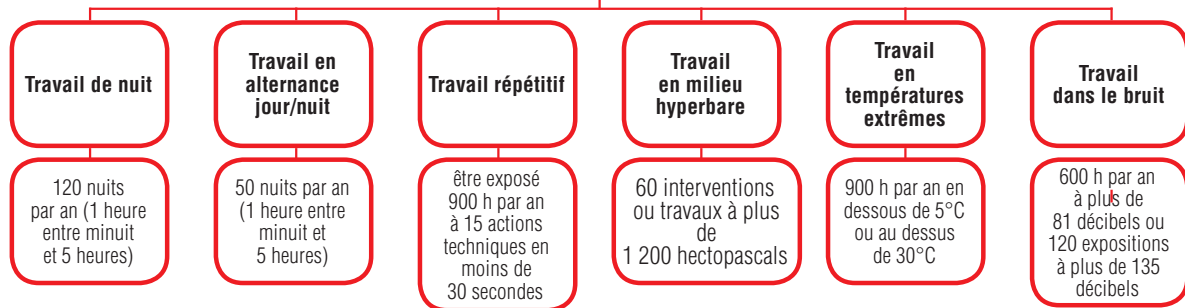 Travail de nuit
120 nuits
par an (1 heure
entre minuit
et 5 heures)
Travail en
alternance
jour/nuit
50 nuits par an
(1 heure entre
minuit et
5 heures)
Travail répétitif
être exposé
900 h par an
à 15 actions
techniques en
moins de
30 secondes
Travail
en milieu
hyperbare
60 interventions
ou travaux à plus
de
1 200 hectopascals
Travail
en
températures
extrêmes
900 h par an en
dessous de 5°C
ou au dessus
de 30°C
Travail
dans le bruit
600 h par an
à plus de
81 décibels ou
120 expositions
à plus de 135
décibels